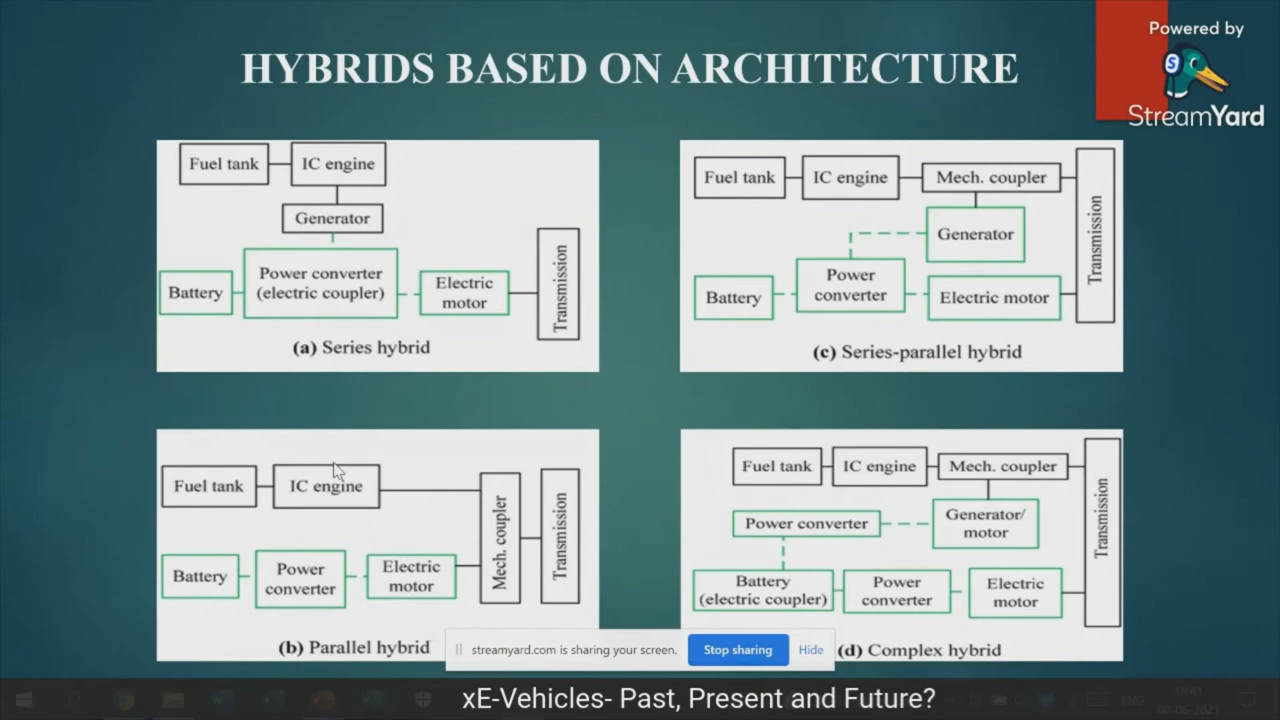 Powered by
StreamYard
HYBRIDS BASED ON ARCHITECTURE
Fuel tank
IC engine
Generator
Battery
Power converter
(electric coupler)
Electric
motor
Transmission
(a) Series hybrid
Fuel tank
IC engine
Mech. coupler
Generator
Battery
Power
converter
Electric motor
Transmission
(c) Series-parallel hybrid
Fuel tank
IC engine
Battery
Power
converter
Electric
motor
Mech. coupler
Transmission
(b) Parallel hybrid
Fuel tank
IC engine
Mech. coupler
Power converter
Generator/
motor
Battery
(electric coupler)
Power
converter
Electric
motor
Transmission
(d) Complex hybrid
streamyard.com is sharing your screen.
Stop sharing
Hide
xE-Vehicles- Past, Present and Future?
ENG